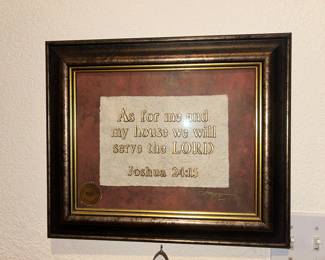 As for me and
my house we will
serve the LORD
Joshua 24:15